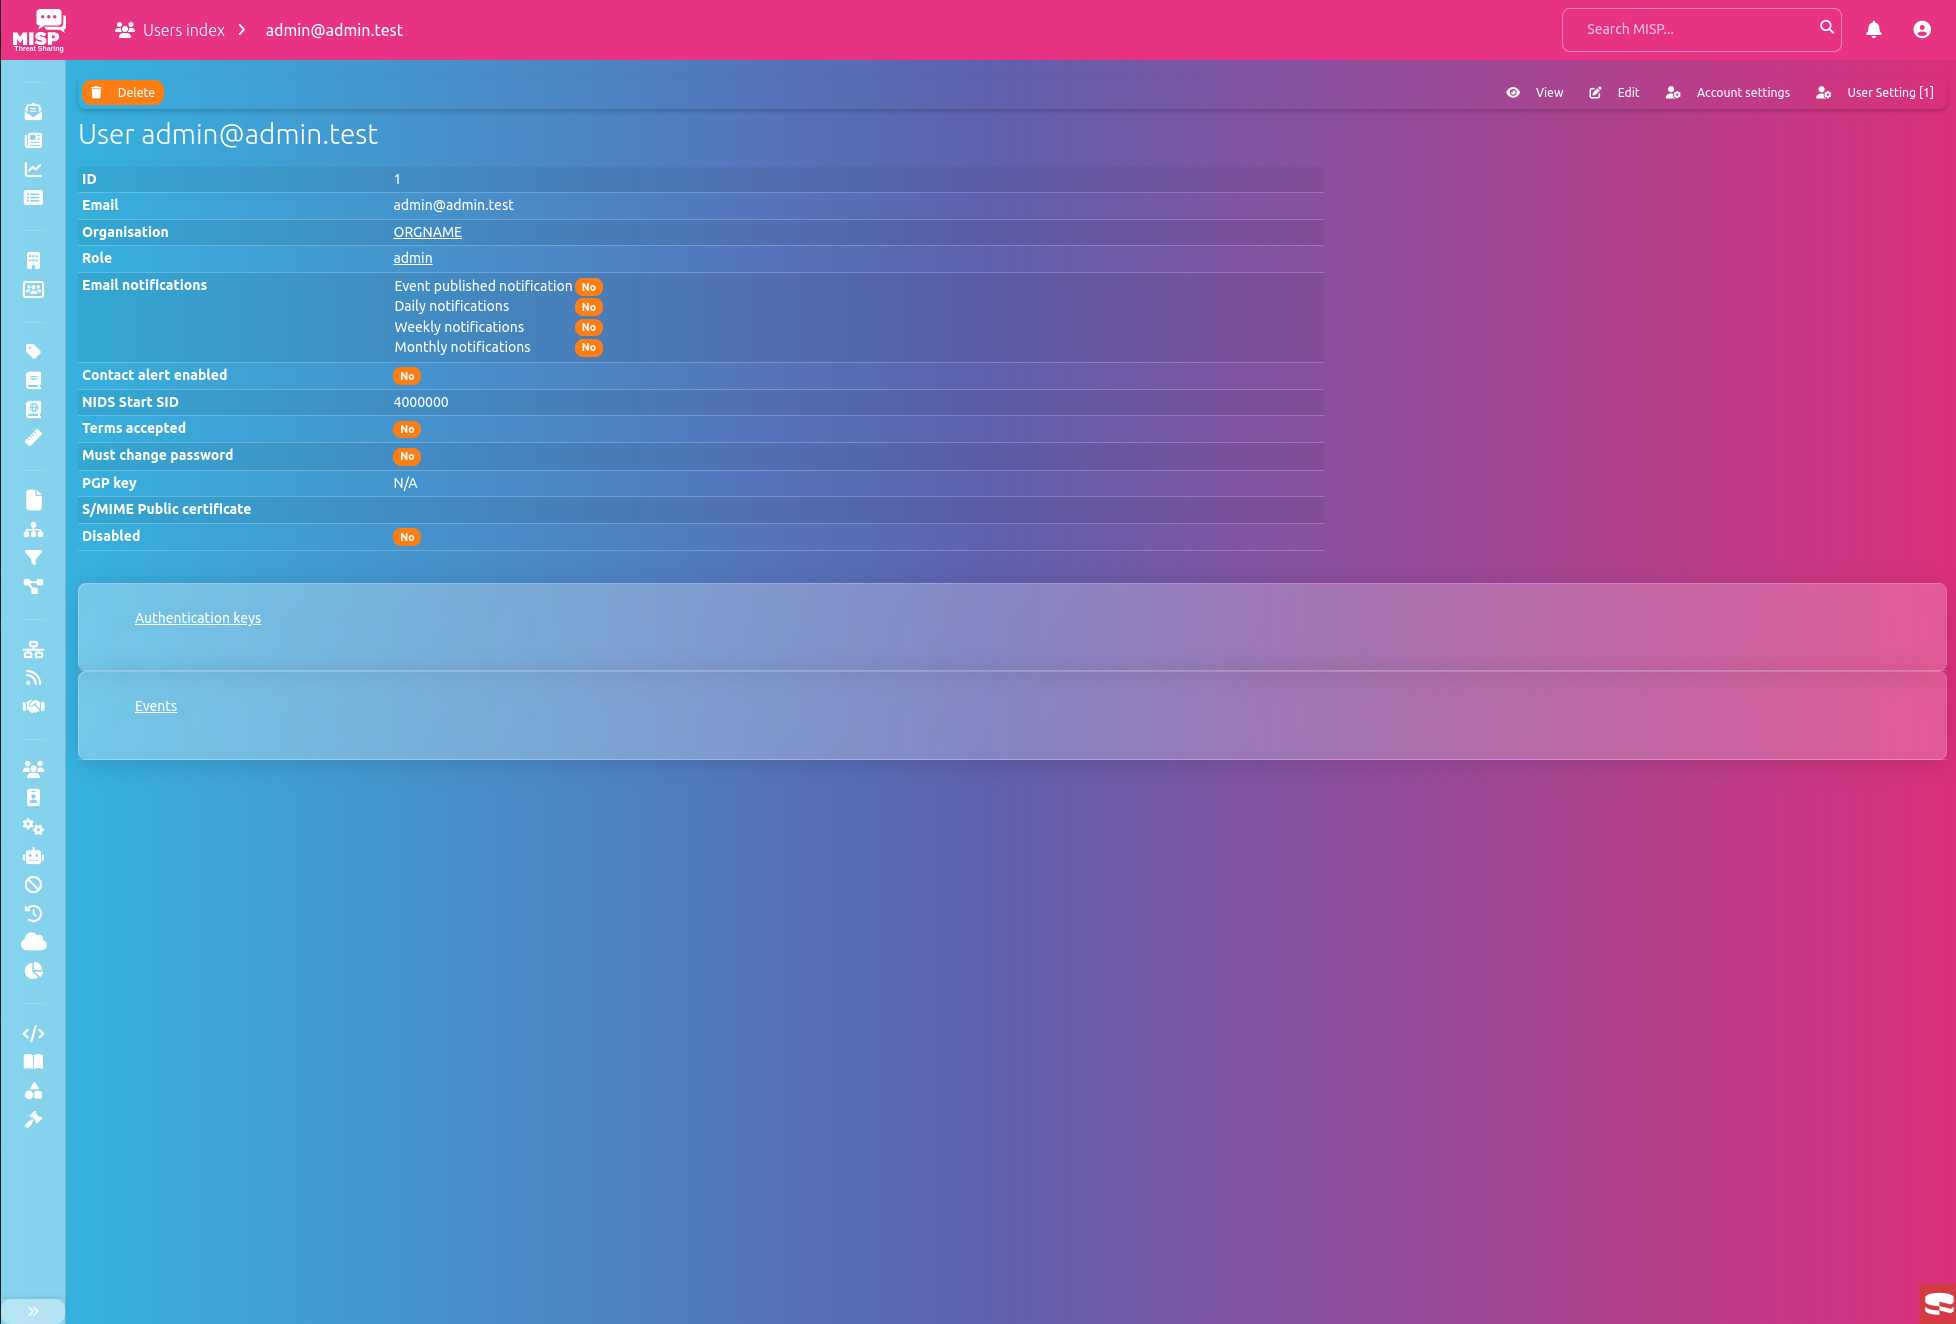 MISP
Threat Sharing
Users index
admin@admin.test
Search MISP...
Delete
View
Edit
Account settings
User Setting [1]
User admin@admin.test
ID 1
Email admin@admin.test
Organisation ORGNAME
Role admin
Email notifications Event published notification No
Daily notifications No
Weekly notifications No
Monthly notifications No
Contact alert enabled No
NIDS Start SID 4000000
Terms accepted No
Must change password No
PGP key N/A
S/MIME Public certificate
Disabled No
Authentication keys
Events